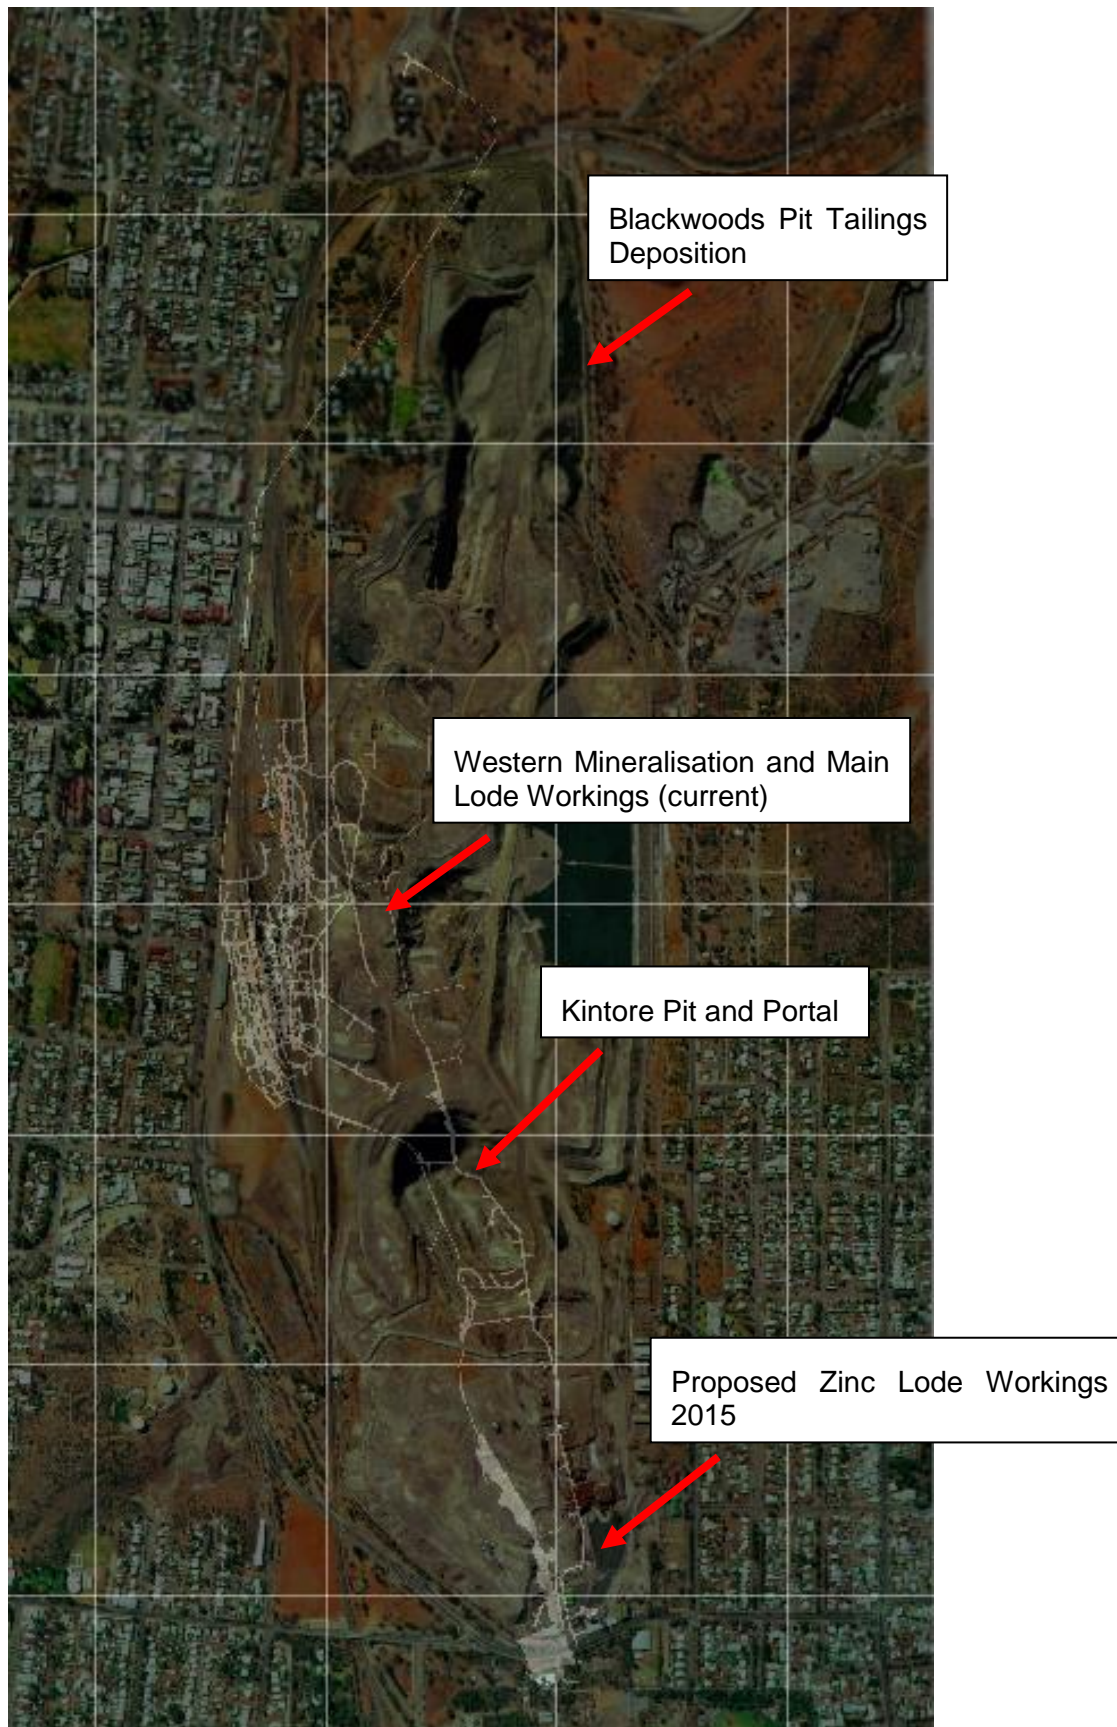 Blackwoods Pit Tailings
Deposition
Western Mineralisation and Main
Lode Workings (current)
Kintore Pit and Portal
Proposed Zinc Lode Workings
2015